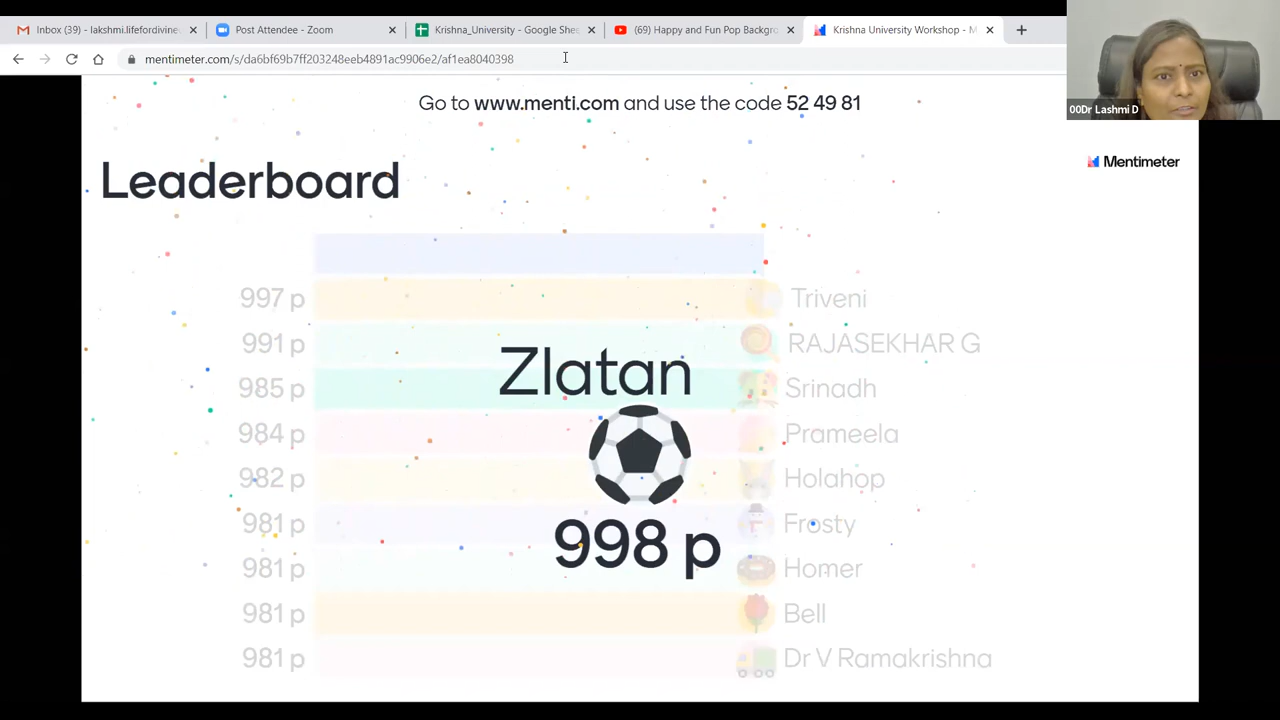 Inbox (39) - lakshmi.lifefordivine
Post Attendee - Zoom
Krishna_University - Google Shee
(69) Happy and Fun Pop Backgro
Krishna University Workshop - M
mentimeter.com/s/da6bf69b7ff203248eeb4891ac9906e2/af1ea8040398
00Dr Lashmi D
Go to www.menti.com and use the code 52 49 81
Mentimeter
Leaderboard
997 p Triveni
991 p RAJASEKHAR G
Zlatan
985 p Srinadh
984 p Prameela
982 p Holahop
981 p Frosty
998 p
981 p Homer
981 p Bell
981 p Dr V Ramakrishna